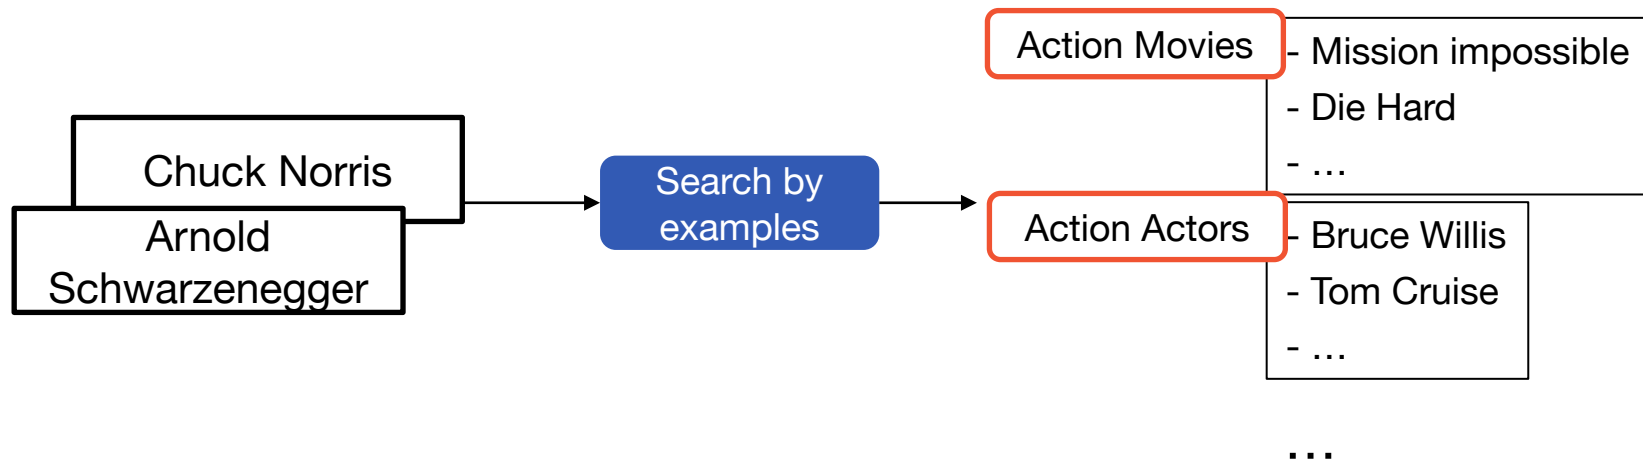 Chuck Norris
Arnold
Schwarzenegger
Search by
examples
Action Movies
- Mission impossible
- Die Hard
- ...
Action Actors
- Bruce Willis
- Tom Cruise
- ...
...